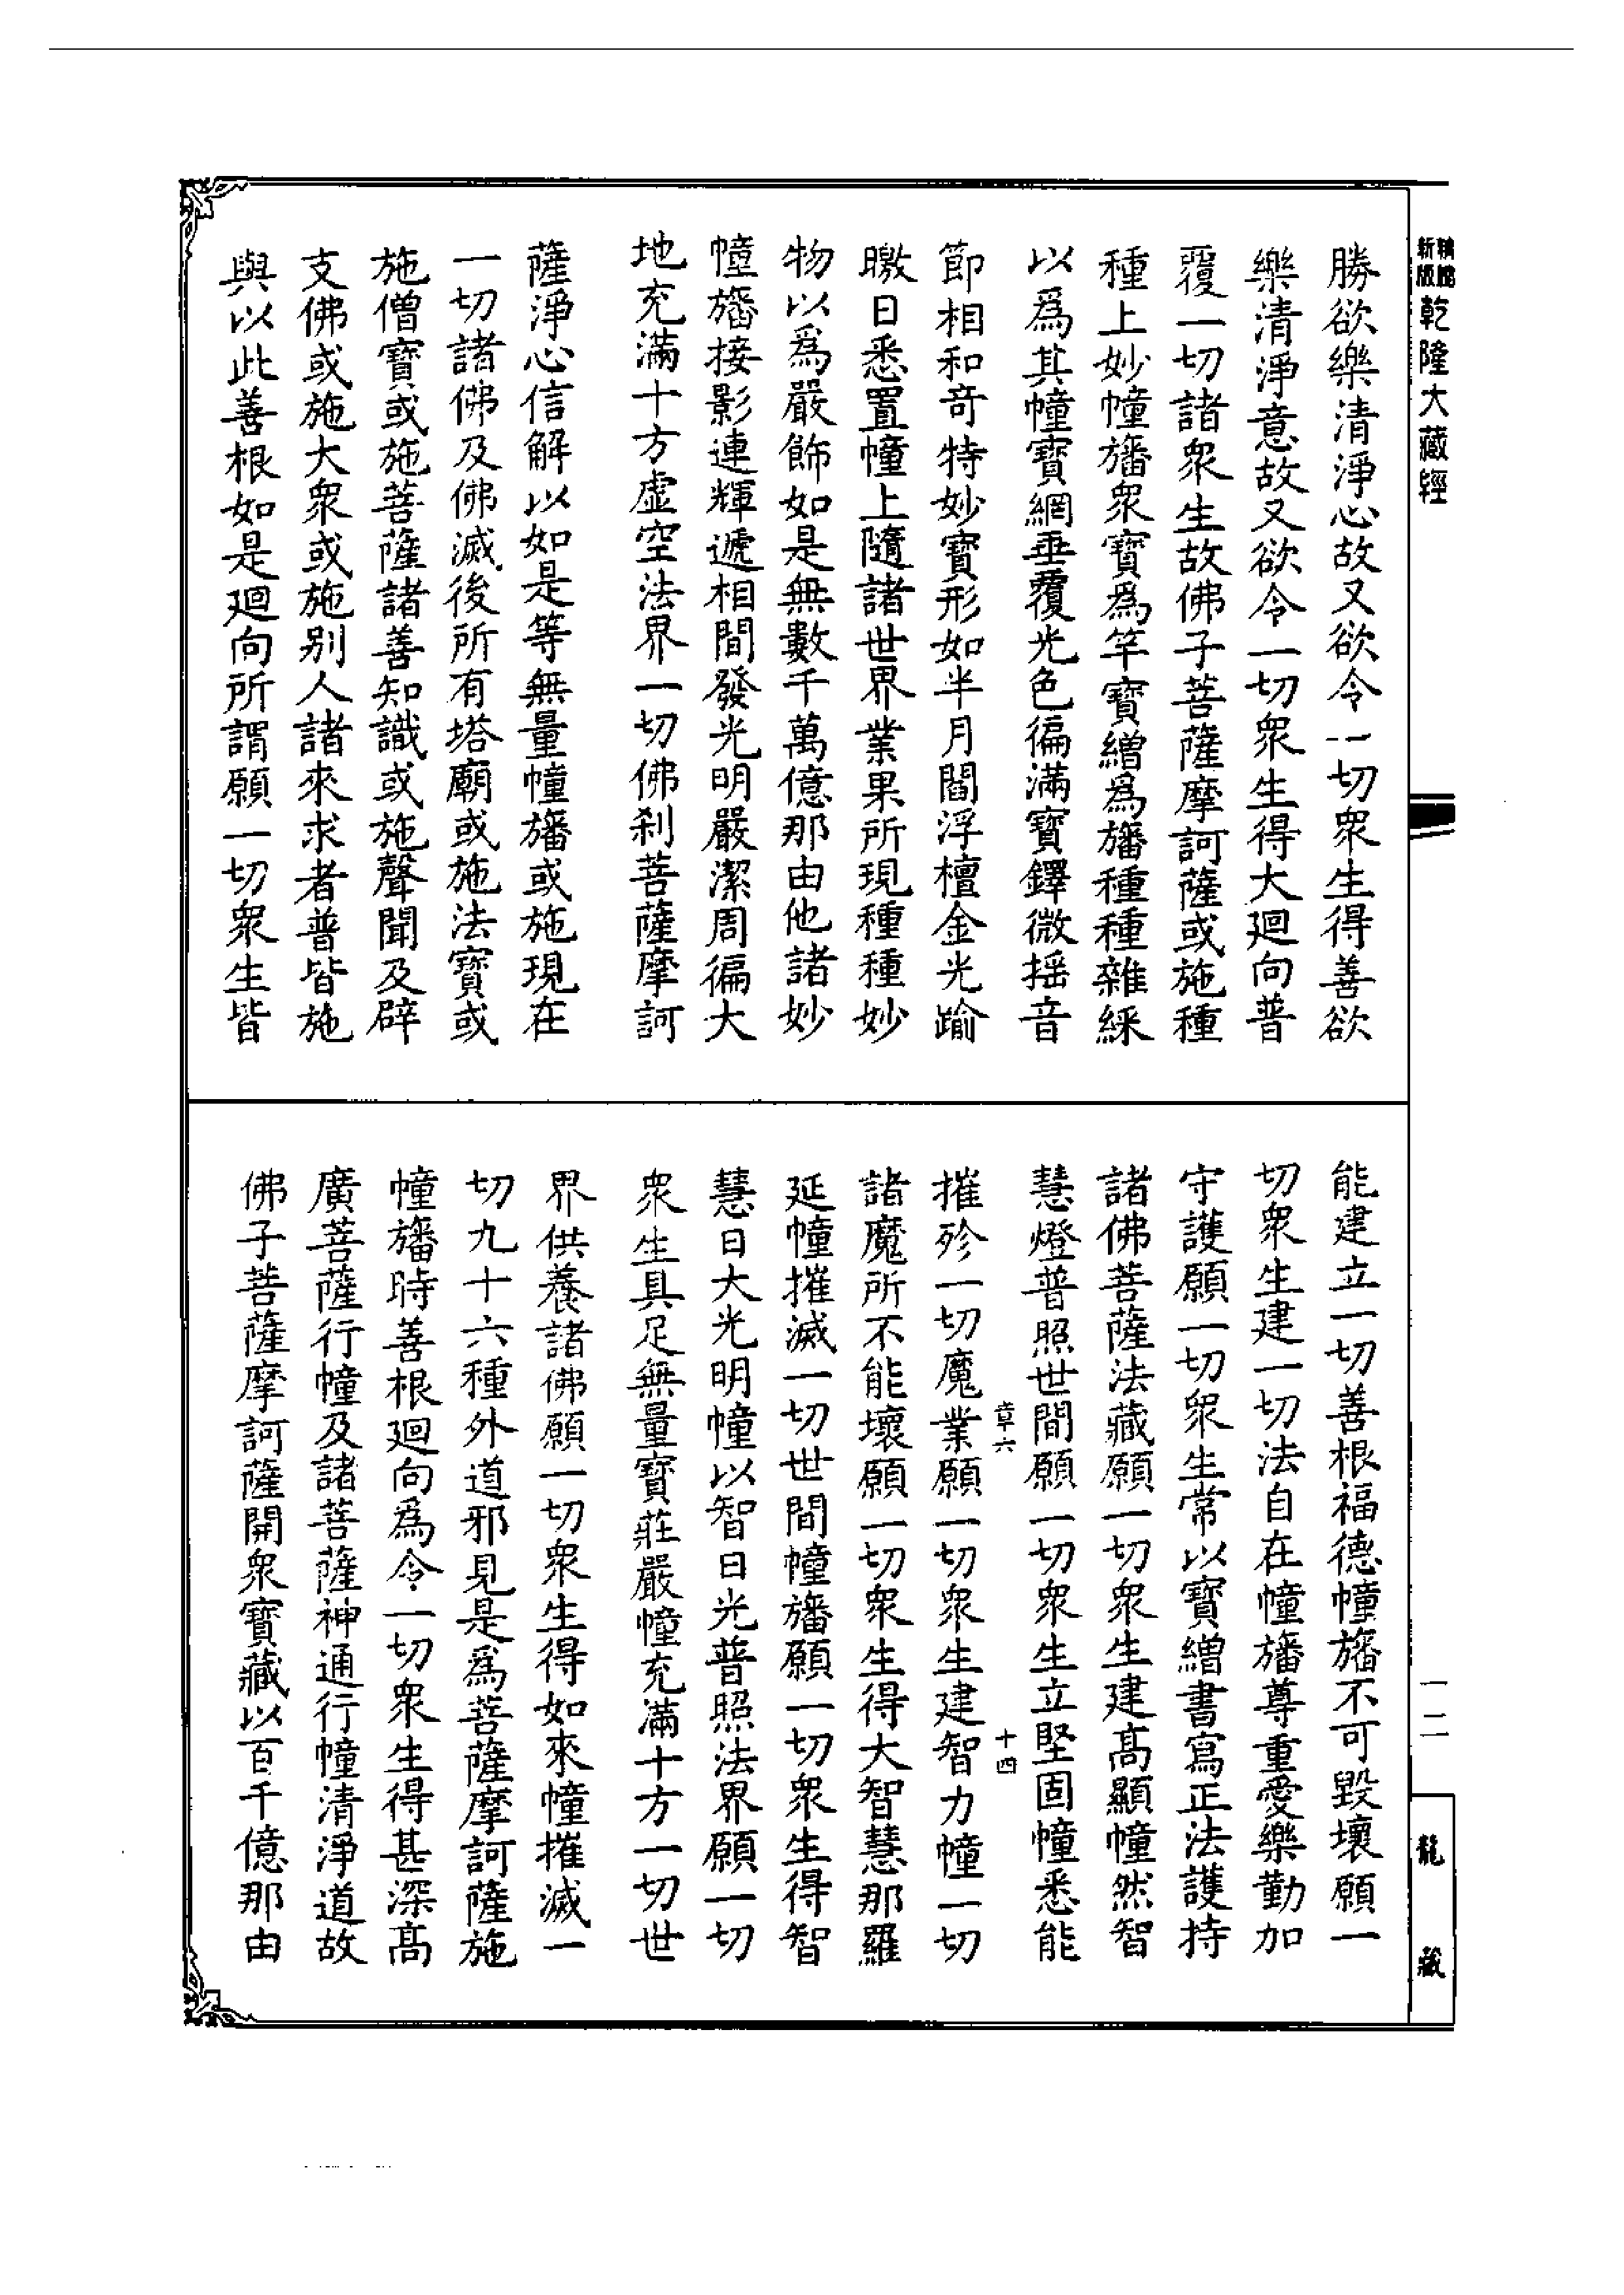 乾隆大藏經
勝欲樂清淨心故又欲令一切衆生得善欲
樂清淨意故又欲令一切衆生得大廻向普
覆一切諸衆生故佛子菩薩摩訶薩或施種
種上妙幢旛衆寶爲竿寶繒爲旛種種雜綵
以爲其幢寶網垂覆光色徧滿寶鐸微摇音
節相和奇特妙寶形如半月閻浮檀金光踰
曒日悉置幢上隨諸世界業果所現種種妙
物以爲嚴飾如是無數千萬億那由他諸妙
幢旛接影連輝遞相間發光明嚴潔周徧大
地充滿十方虛空法界一切佛刹菩薩摩訶
薩淨心信解以如是等無量幢旛或施現在
一切諸佛及佛滅後所有塔廟或施法寶或
施僧寶或施菩薩諸善知識或施聲聞及辟
支佛或施大衆或施别人諸來求者普皆施
與以此善根如是廻向所謂願一切衆生皆
能建立一切善根福德幢旛不可毀壞願一
切衆生建一切法自在幢旛尊重愛樂勤加
守護願一切衆生常以寶繒書寫正法護持
諸佛菩薩法藏願一切衆生建髙顯幢然智
慧燈普照世間願一切衆生立堅固幢悉能
章六
十四
摧殄一切魔業願一切衆生建智力幢一切
諸魔所不能壞願一切衆生得大智慧那羅
延幢摧滅一切世間幢旛願一切衆生得智
慧日大光明幢以智日光普照法界願一切
衆生具足無量寶莊嚴幢充滿十方一切世
界供養諸佛願一切衆生得如來幢摧滅一
切九十六種外道邪見是爲菩薩摩訶薩施
幢旛時善根廻向爲令一切衆生得甚深髙
廣菩薩行幢及諸菩薩神通行幢清淨道故
佛子菩薩摩訶薩開衆寶藏以百千億那由
一二
龍藏